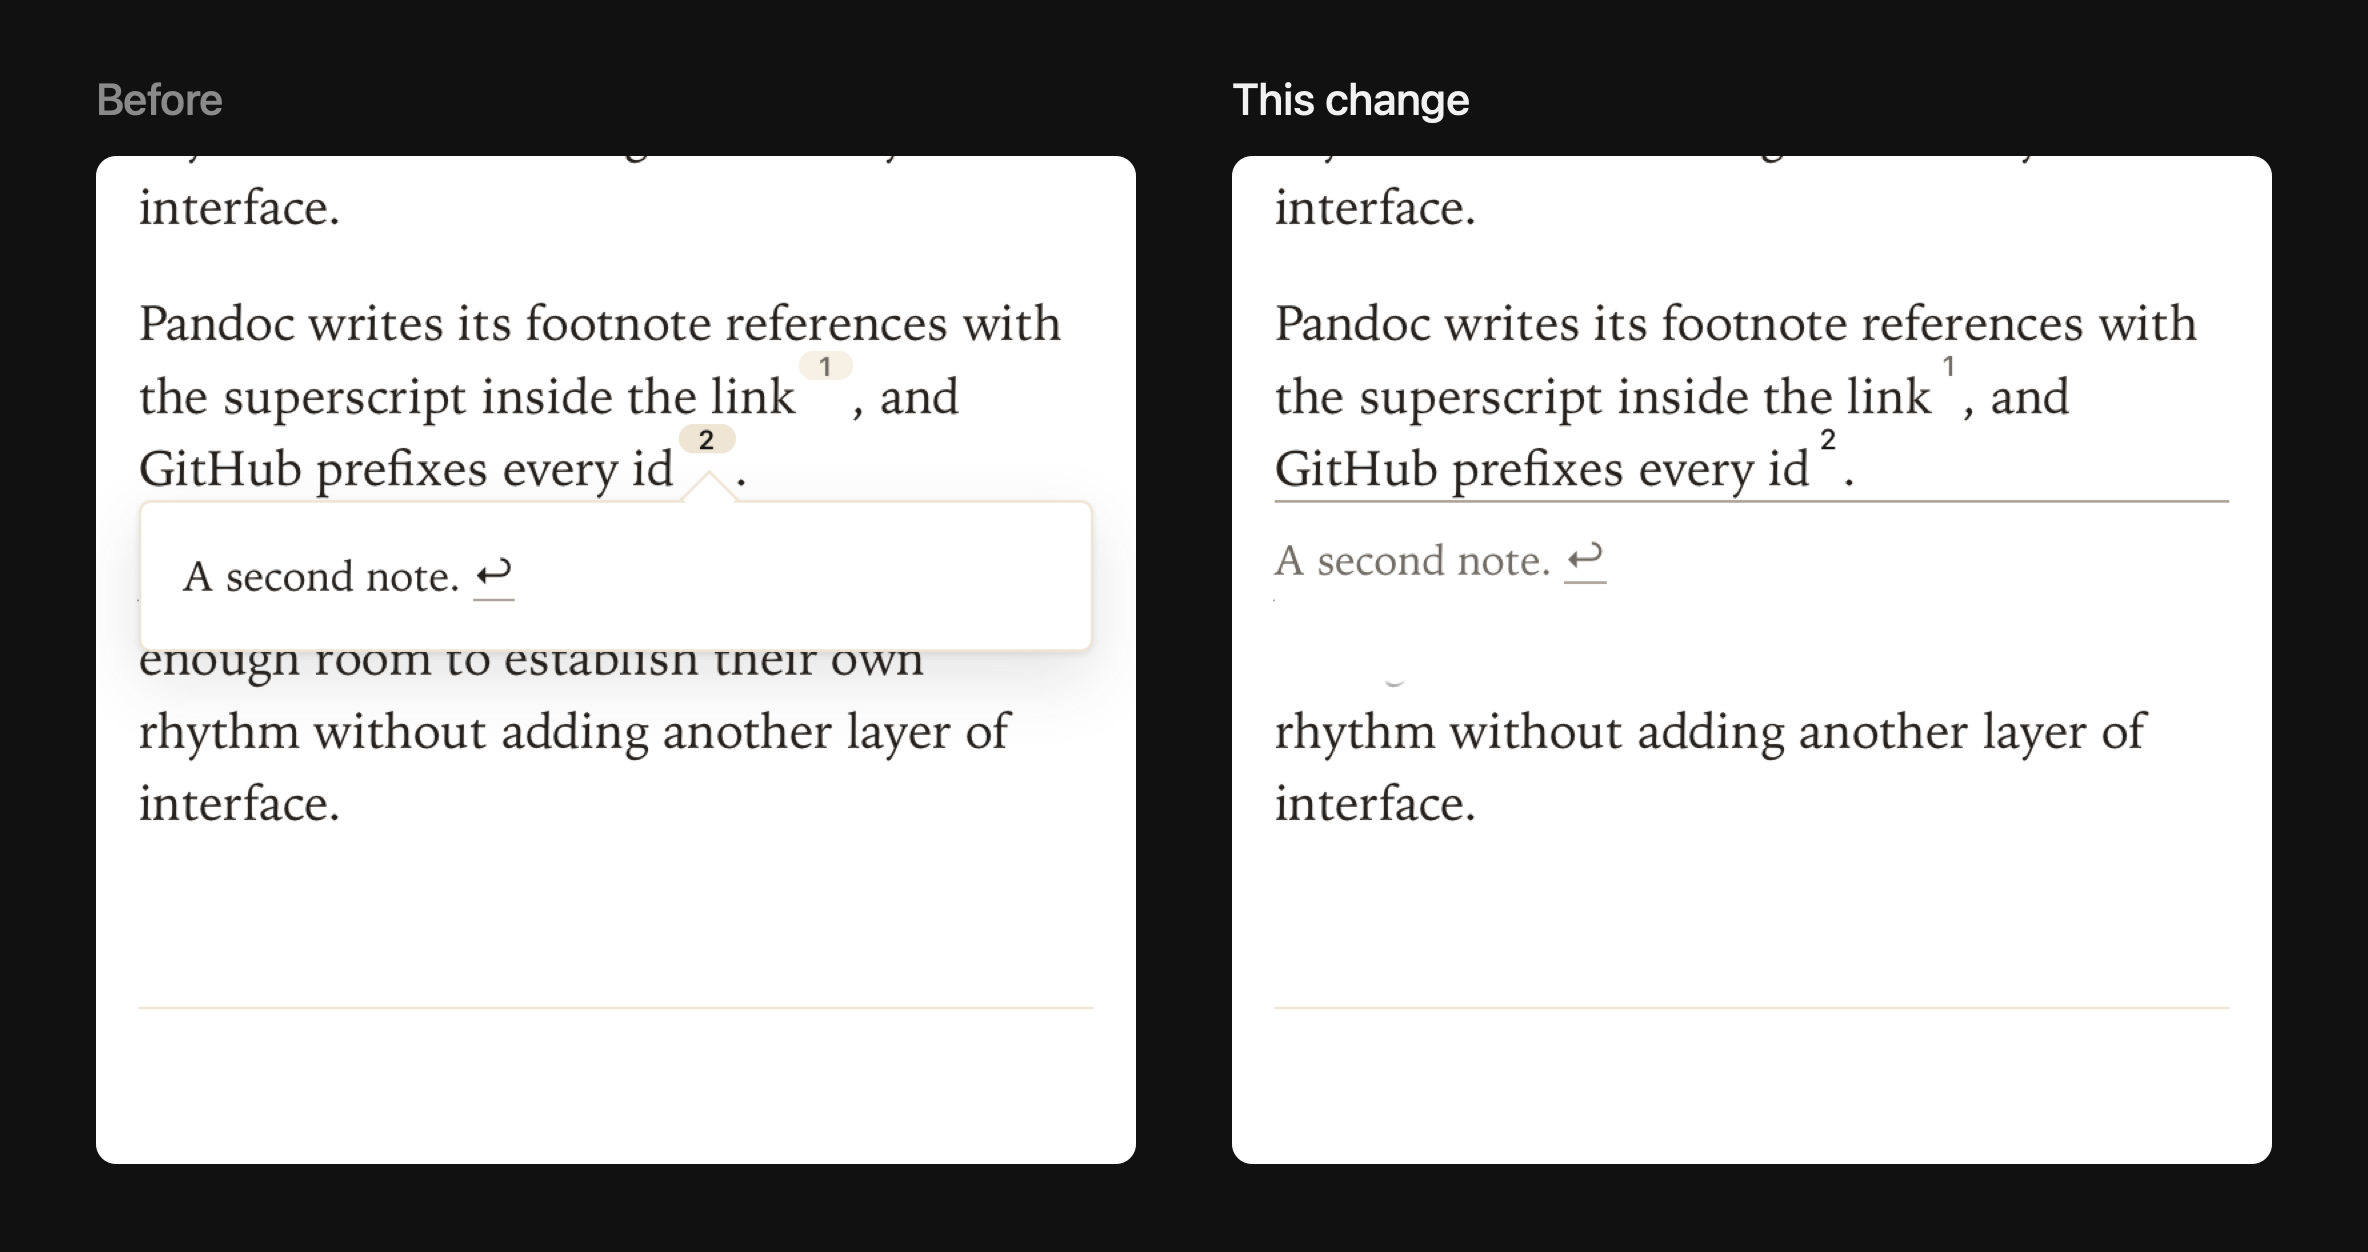 Before
interface.
Pandoc writes its footnote references with
the superscript inside the link 1, and
GitHub prefixes every id 2.
A second note. ↩
enough room to establish their own
rhythm without adding another layer of
interface.
This change
interface.
Pandoc writes its footnote references with
the superscript inside the link 1, and
GitHub prefixes every id 2.
A second note. ↩
rhythm without adding another layer of
interface.